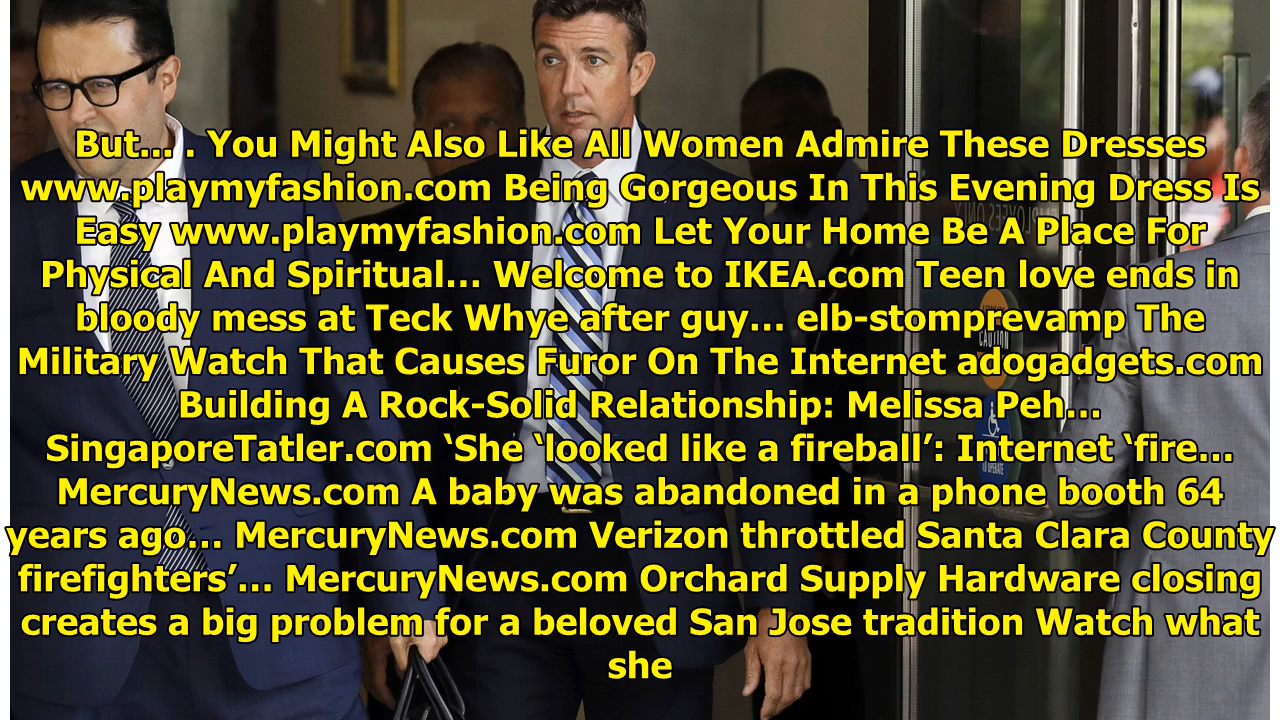 But... . You Might Also Like All Women Admire These Dresses
www.playmyfashion.com Being Gorgeous In This Evening Dress Is
Easy www.playmyfashion.com Let Your Home Be A Place For
Physical And Spiritual... Welcome to IKEA.com Teen love ends in
bloody mess at Teck Whye after guy... elb-stomprevamp The
Military Watch That Causes Furor On The Internet adogadgets.com
Building A Rock-Solid Relationship: Melissa Peh...
SingaporeTatler.com ‘She ‘looked like a fireball’: Internet ‘fire...
MercuryNews.com A baby was abandoned in a phone booth 64
years ago... MercuryNews.com Verizon throttled Santa Clara County
firefighters’... MercuryNews.com Orchard Supply Hardware closing
creates a big problem for a beloved San Jose tradition Watch what
she
CAUTION
TO OPERATE